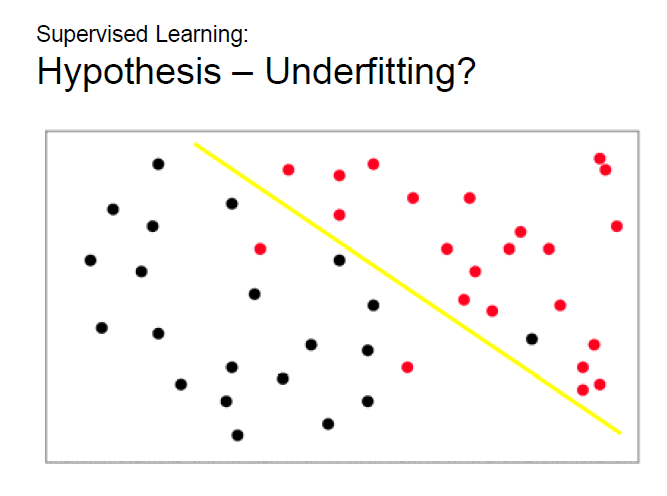 Supervised Learning:
Hypothesis – Underfitting?